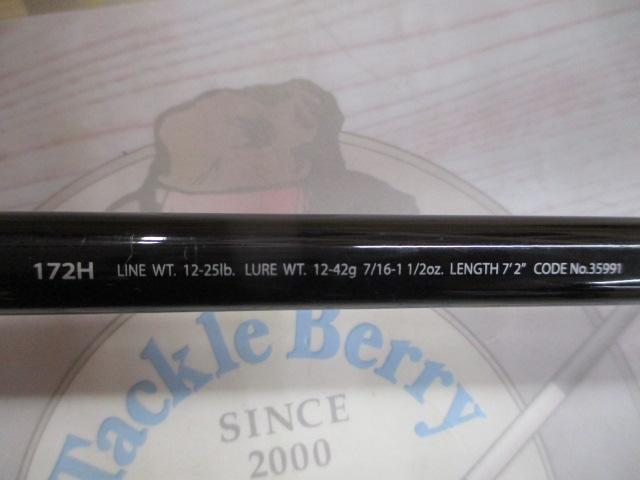 172H LINE WT. 12-25lb. LURE WT. 12-42g 7/16-1 1/2oz. LENGTH 7'2" CODE No.35991
Tackle Berry
SINCE
2000